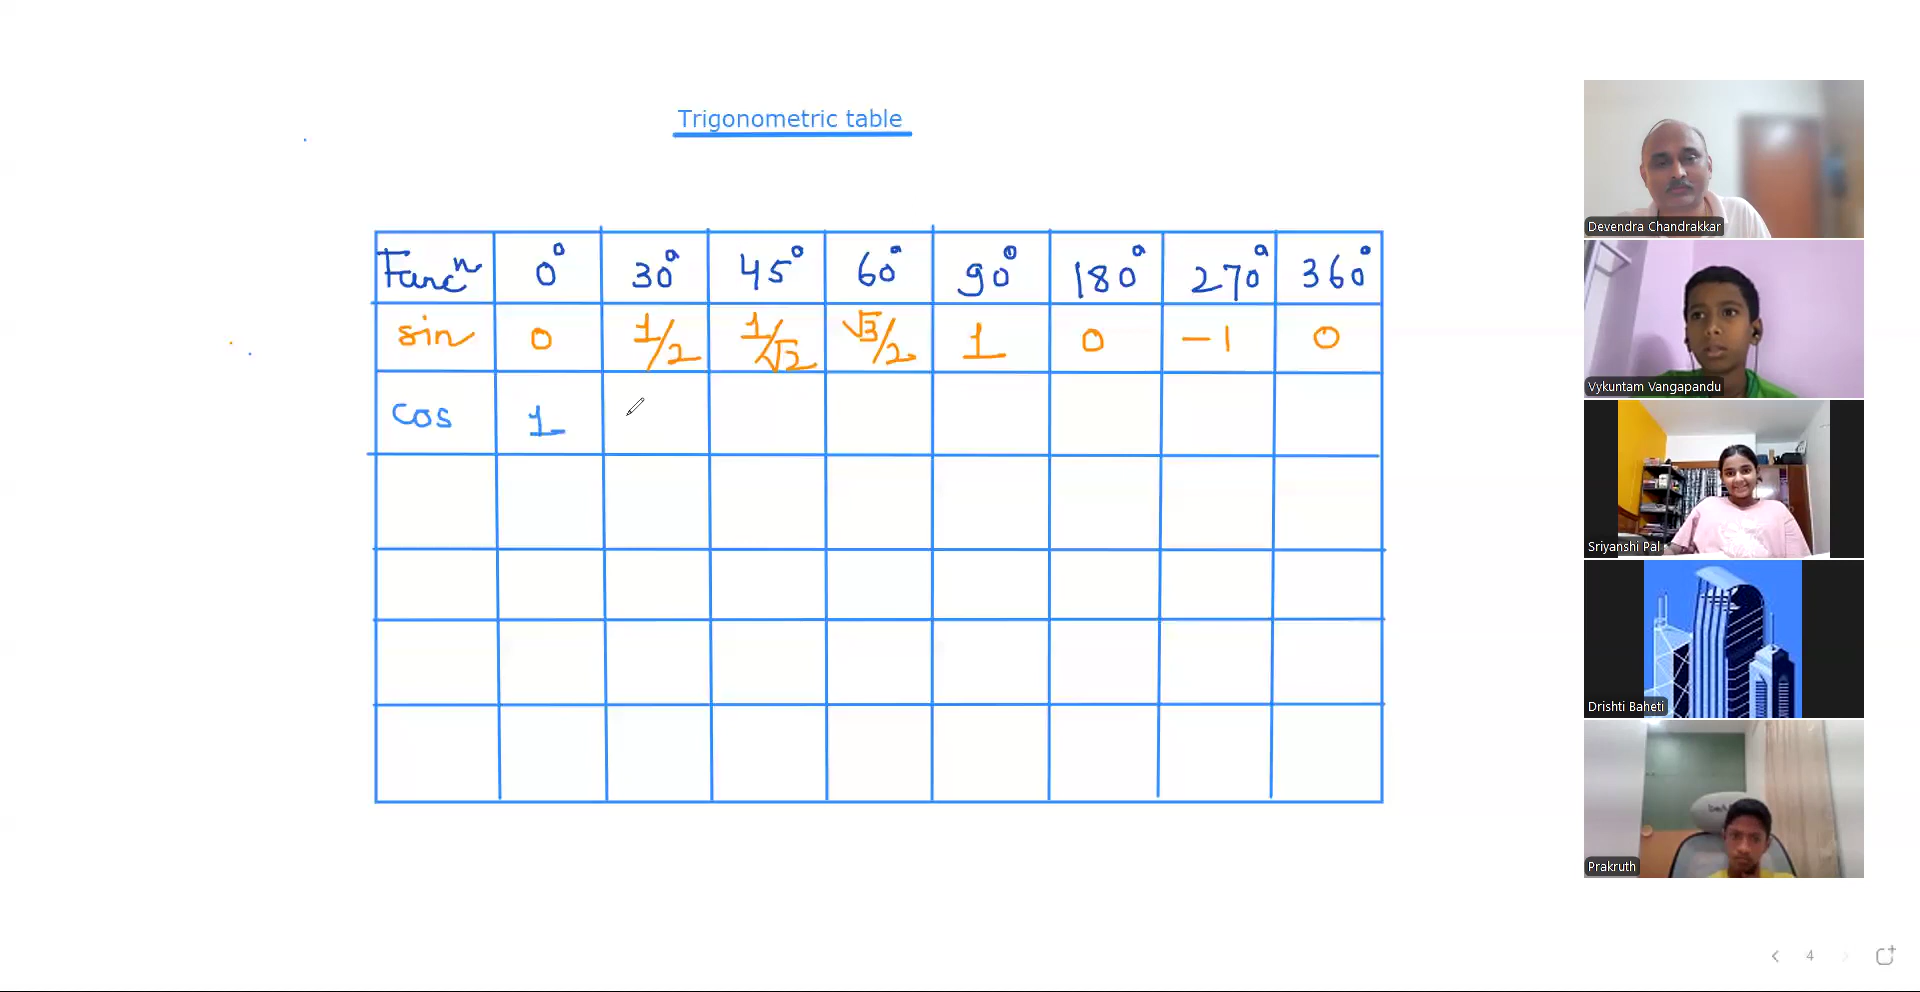 Trigonometric table
Funcⁿ 0° 30° 45° 60° 90° 180° 270° 360°
sin 0 1/2 1/√2 √3/2 1 0 -1 0
cos 1
Devendra Chandrakkar
Vykuntam Vangapandu
Sriyanshi Pal
Drishti Baheti
Prakruth
4